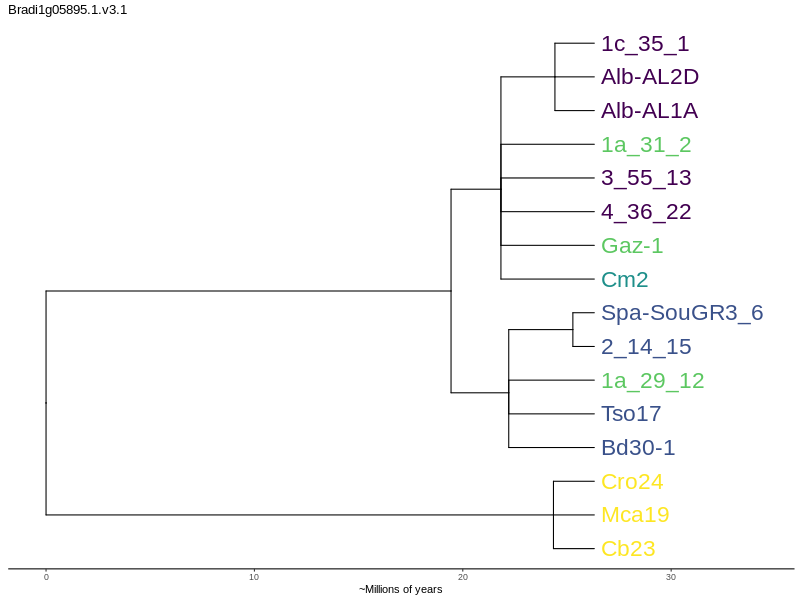 Bradi1g05895.1.v3.1
1c_35_1
Alb-AL2D
Alb-AL1A
1a_31_2
3_55_13
4_36_22
Gaz-1
Cm2
Spa-SouGR3_6
2_14_15
1a_29_12
Tso17
Bd30-1
Cro24
Mca19
Cb23
0 10 20 30
~Millions of years